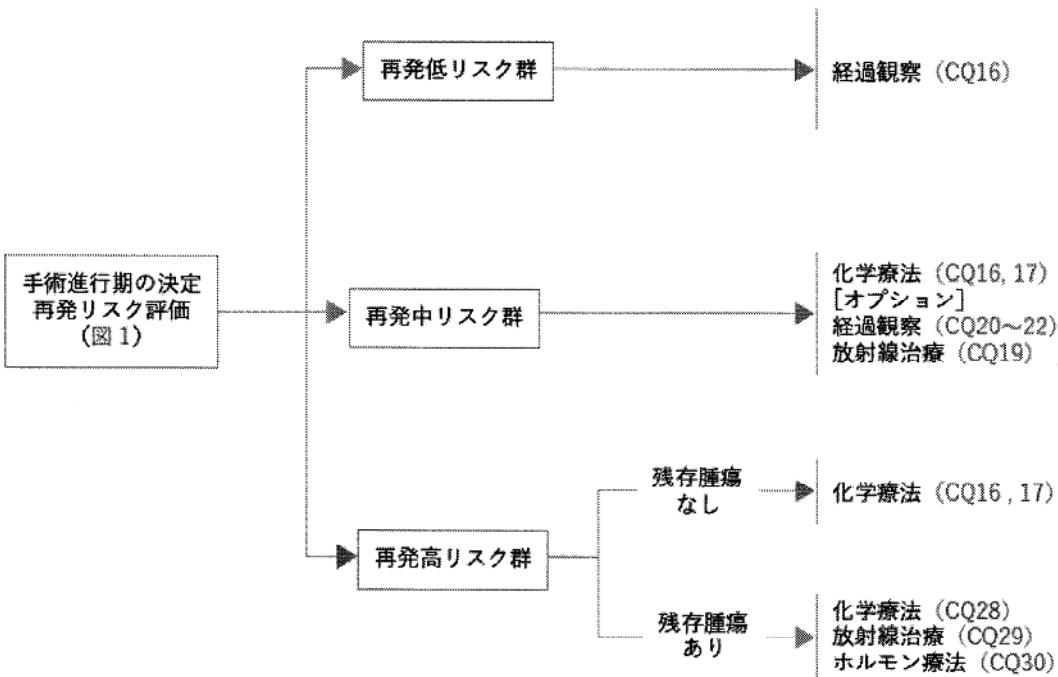 再発低リスク群
経過観察（CQ16）
手術進行期の決定
再発リスク評価
(図1)
再発中リスク群
化学療法（CQ16, 17）
[オプション]
経過観察（CQ20〜22）
放射線治療（CQ19）
再発高リスク群
残存腫瘍
なし
化学療法（CQ16 , 17）
残存腫瘍
あり
化学療法（CQ28）
放射線治療（CQ29）
ホルモン療法（CQ30）